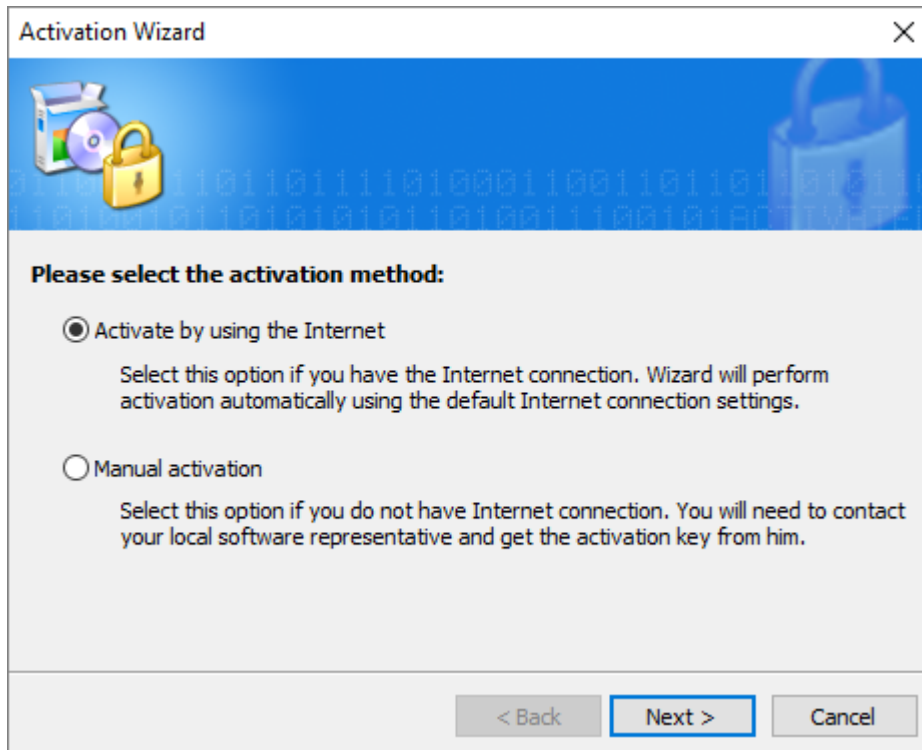 Activation Wizard
Please select the activation method:
Activate by using the Internet
Select this option if you have the Internet connection. Wizard will perform
activation automatically using the default Internet connection settings.
Manual activation
Select this option if you do not have Internet connection. You will need to contact
your local software representative and get the activation key from him.
< Back
Next >
Cancel